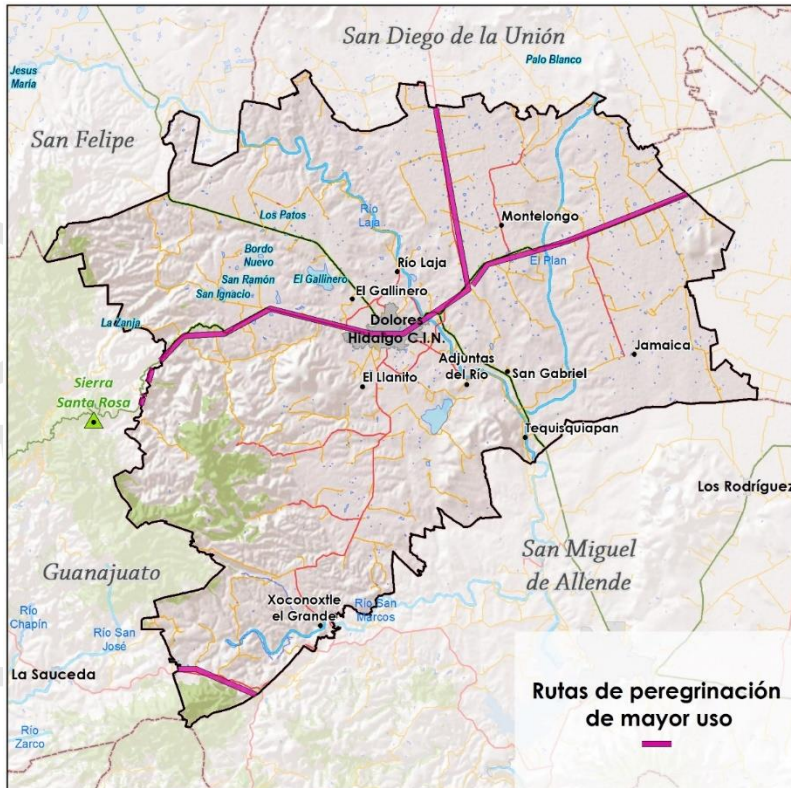 San Diego de la Unión
Palo Blanco
Jesus
María
San Felipe
Los Patos
Río
Laja
Montelongo
Bordo
Nuevo
Río Laja
El Plan
San Ramón
El Gallinero
San Ignacio
El Gallinero
La Zanja
Dolores
Hidalgo C.I.N.
Jamaica
Adjuntas
del Río
San Gabriel
El Llanito
Sierra
Santa Rosa
Tequisquiapan
Los Rodríguez
San Miguel
de Allende
Guanajuato
Xoconoxtle
el Grande
Río San
Marcos
Río
Chapín
Río San
José
La Sauceda
Río
Zarco
Rutas de peregrinación
de mayor uso